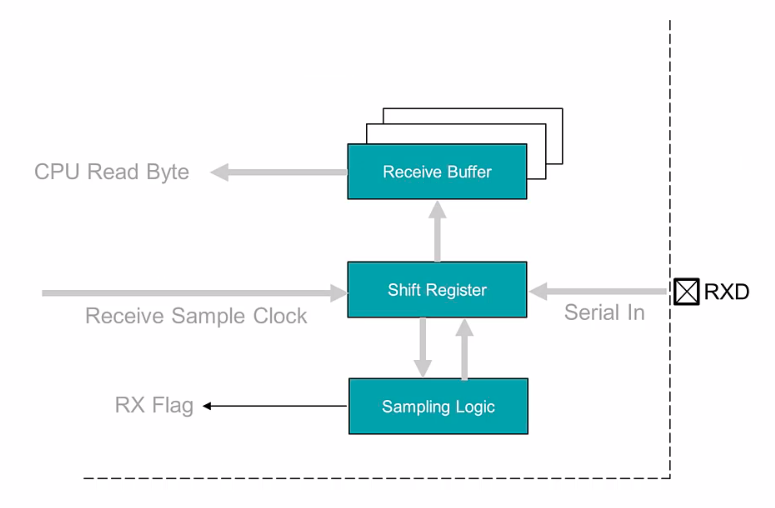 CPU Read Byte
Receive Buffer
Shift Register
RXD
Receive Sample Clock
Serial In
RX Flag
Sampling Logic